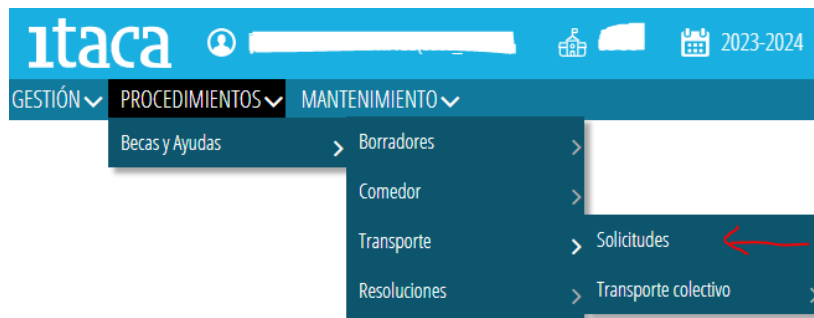 ıtaca 2023-2024
GESTIÓN PROCEDIMIENTOS MANTENIMIENTO
Becas y Ayudas Borradores
Comedor
Transporte Solicitudes
Resoluciones Transporte colectivo